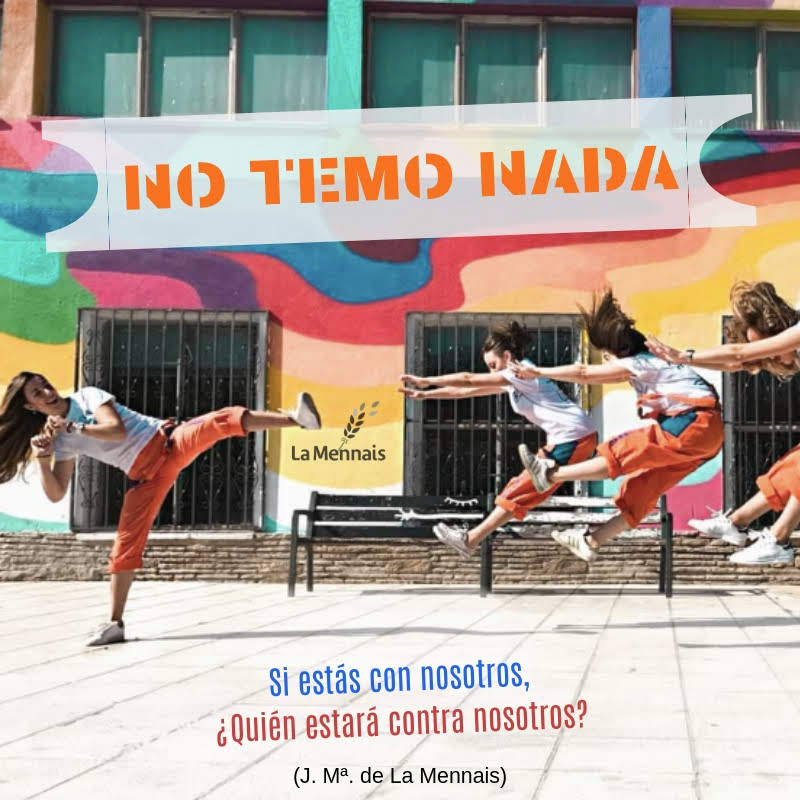 NO TEMO NADA
La Mennais
Si estás con nosotros,
¿Quién estará contra nosotros?
(J. Mª. de La Mennais)